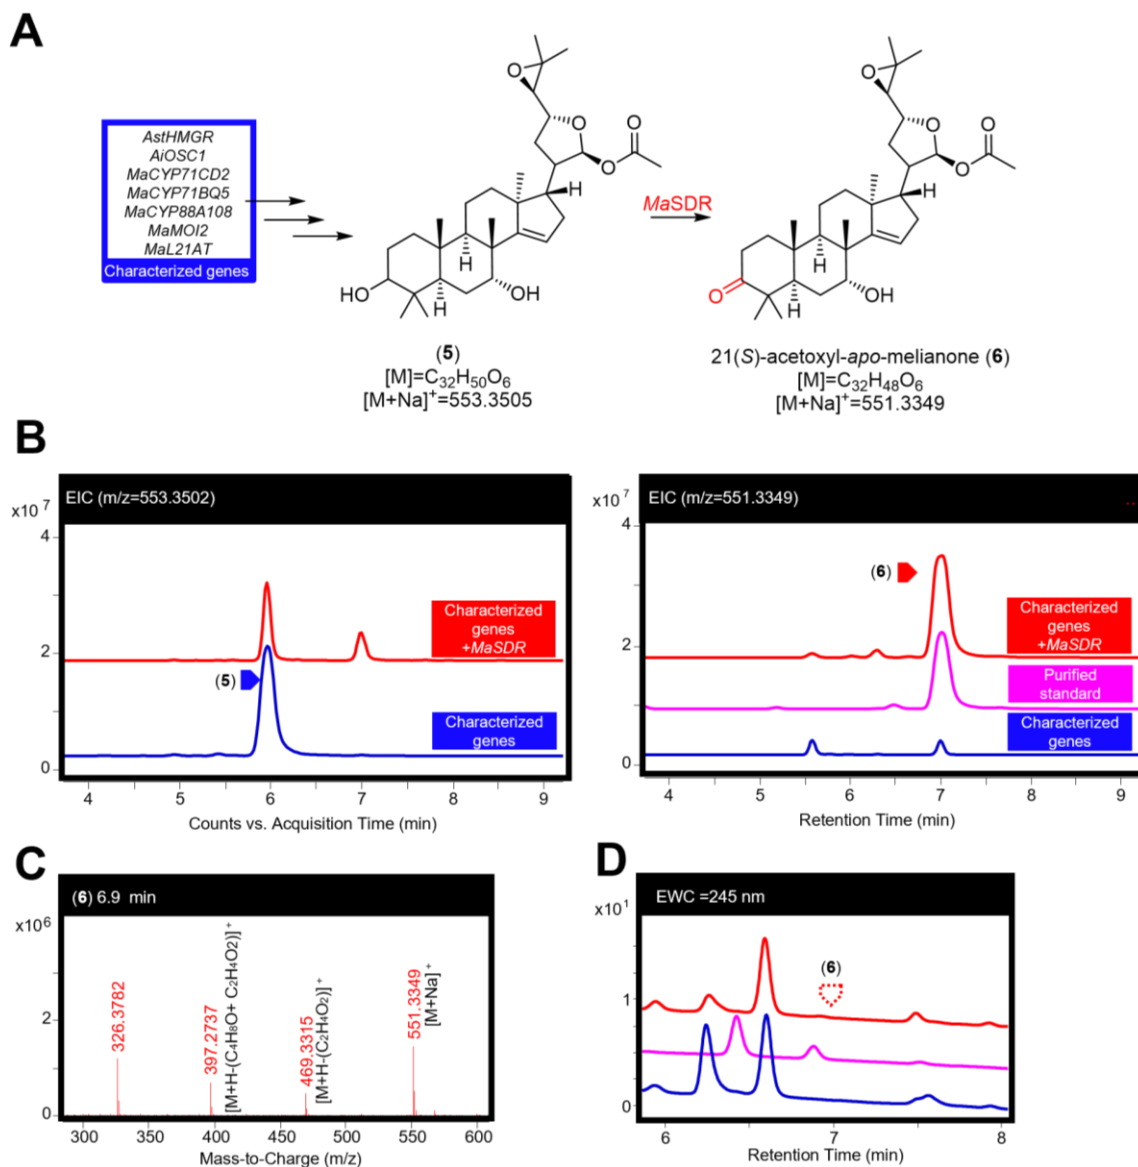 A
AstHMGR
AiOSC1
MaCYP71CD2
MaCYP71BQ5
MaCYP88A108
MaMOI2
MaL21AT
Characterized genes
O
O
O
O
H
H
H
HO
OH
(5)
[M]=C32H50O6
[M+Na]+=553.3505
MaSDR
O
O
O
O
H
H
H
O
OH
21(S)-acetoxyl-apo-melianone (6)
[M]=C32H48O6
[M+Na]+=551.3349
B
EIC (m/z=553.3502)
x10 7
4
2
0
(5)
Characterized
genes
+MaSDR
Characterized
genes
4 5 6 7 8 9
Counts vs. Acquisition Time (min)
EIC (m/z=551.3349)
x10 7
4
2
0
(6)
Characterized
genes
+MaSDR
Purified
standard
Characterized
genes
4 5 6 7 8 9
Retention Time (min)
C
(6) 6.9 min
x10 6
2
0
326.3782
397.2737
[M+H-(C4H8O+ C2H4O2)]+
469.3315
[M+H-(C2H4O2)]+
551.3349
[M+Na]+
300 350 400 450 500 550 600
Mass-to-Charge (m/z)
D
EWC =245 nm
x10 1
1
0
(6)
6 7 8
Retention Time (min)